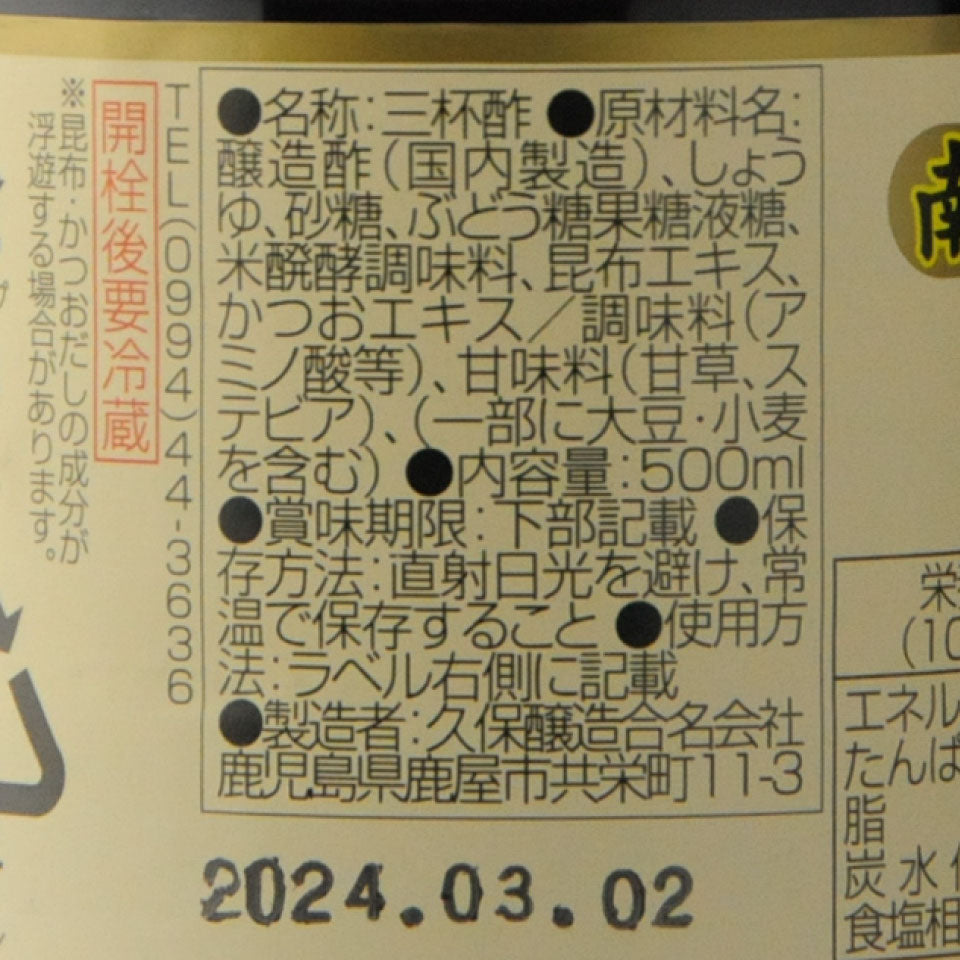 ●名称:三杯酢 ●原材料名:
醸造酢(国内製造)、しょう
ゆ、砂糖、ぶどう糖果糖液糖、
米醗酵調味料、昆布エキス、
かつおエキス/調味料(ア
ミノ酸等)、甘味料(甘草、ス
テビア)、(一部に大豆・小麦
を含む) ●内容量:500ml
●賞味期限:下部記載 ●保
存方法:直射日光を避け、常
温で保存すること ●使用方
法:ラベル右側に記載
●製造者:久保醸造合名会社
鹿児島県鹿屋市共栄町11-3
TEL(0994)44-3636
開栓後要冷蔵
※昆布・かつおだしの成分が
浮遊する場合があります。
2024.03.02
栄
(10
エネル
たんぱ
脂
炭水
食塩相